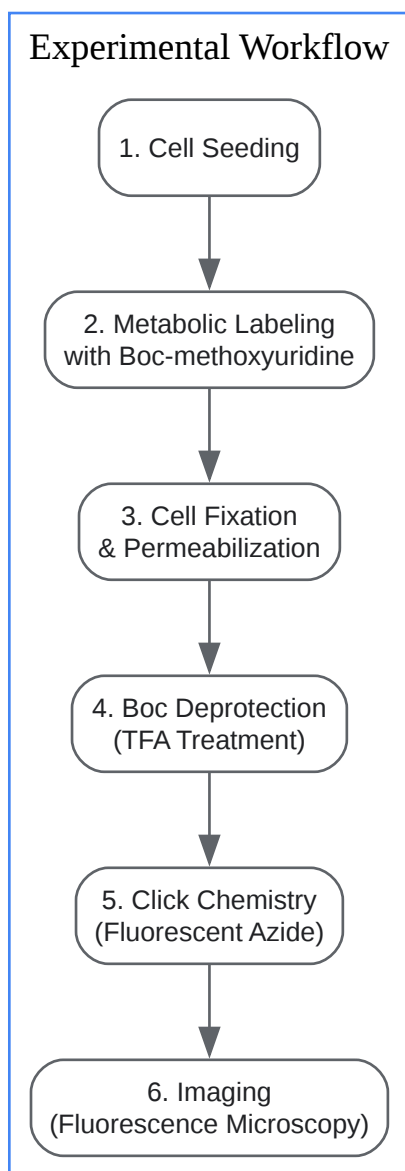 Experimental Workflow
1. Cell Seeding
2. Metabolic Labeling
with Boc-methoxyuridine
3. Cell Fixation
& Permeabilization
4. Boc Deprotection
(TFA Treatment)
5. Click Chemistry
(Fluorescent Azide)
6. Imaging
(Fluorescence Microscopy)